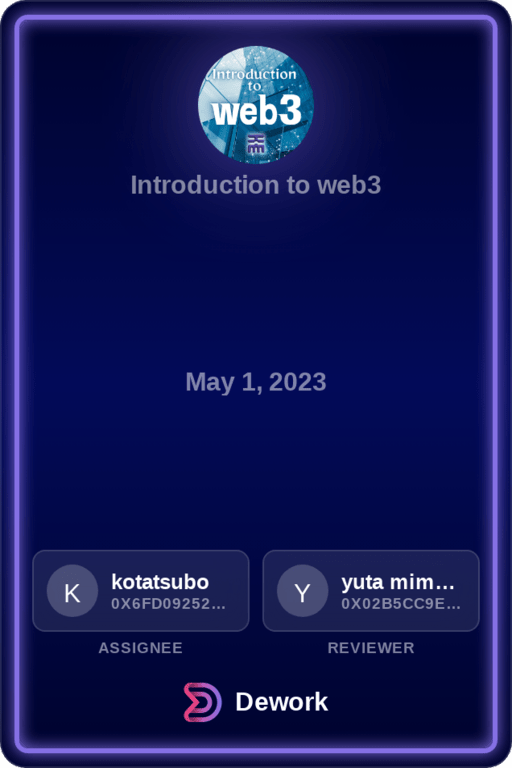 Introduction
to
web3
Introduction to web3
May 1, 2023
K
kotatsubo
0X6FD09252...
Y
yuta mim...
0X02B5CC9E...
ASSIGNEE
REVIEWER
Dework